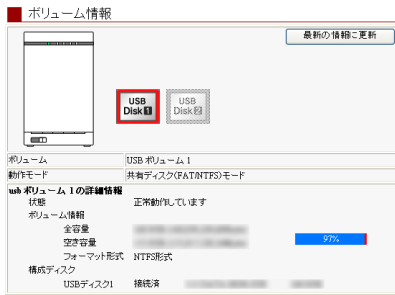 ボリューム情報
最新の情報に更新
USB Disk 1
USB Disk 2
ボリューム USB ボリューム 1
動作モード 共有ディスク(FAT/NTFS)モード
usb ボリューム 1の詳細情報
状態 正常動作しています
ボリューム情報
全容量
空き容量 97%
フォーマット形式 NTFS形式
構成ディスク
USBディスク1 接続済